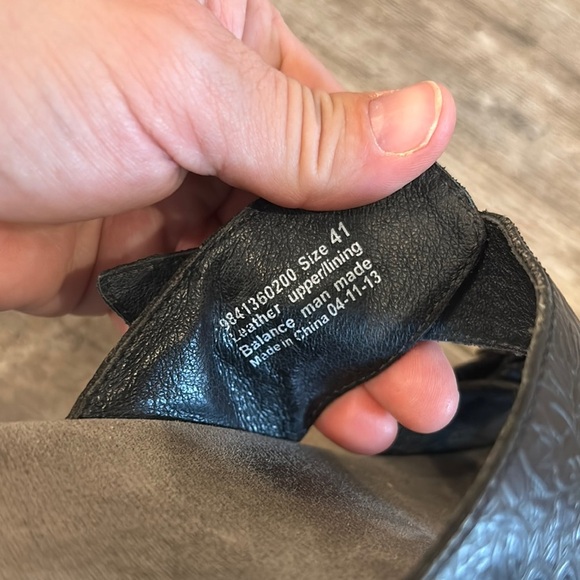 9841360200 Size 41
Leather upper/lining
Balance man made
Made in China 04-11-13